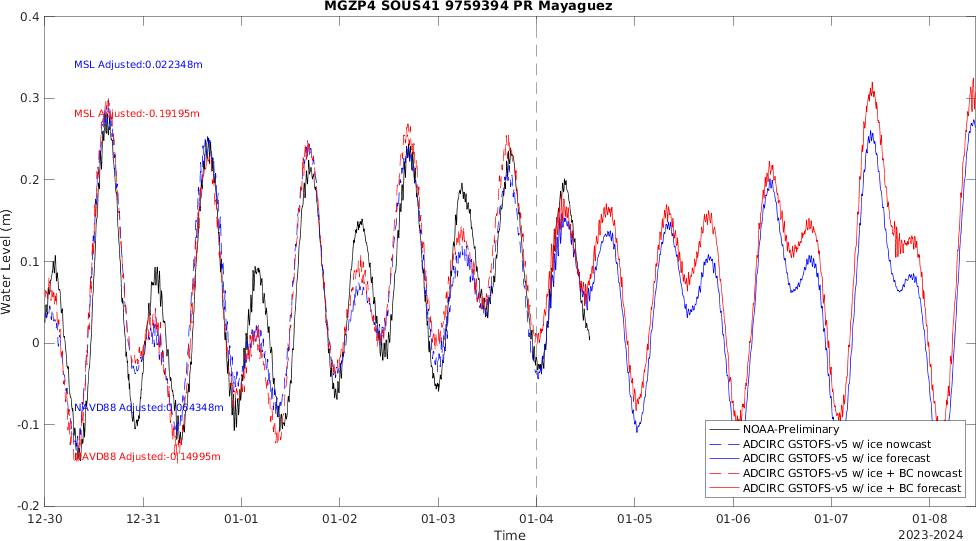 MGZP4 SOUS41 9759394 PR Mayaguez
0.4
MSL Adjusted:0.022348m
0.3
MSL Adjusted:-0.19195m
0.2
0.1
Water Level (m)
0
NAVD88 Adjusted:0.064348m
-0.1
NAVD88 Adjusted:-0.14995m
-0.2
NOAA-Preliminary
ADCIRC GSTOFS-v5 w/ ice nowcast
ADCIRC GSTOFS-v5 w/ ice forecast
ADCIRC GSTOFS-v5 w/ ice + BC nowcast
ADCIRC GSTOFS-v5 w/ ice + BC forecast
12-30 12-31 01-01 01-02 01-03 01-04 01-05 01-06 01-07 01-08
Time
2023-2024